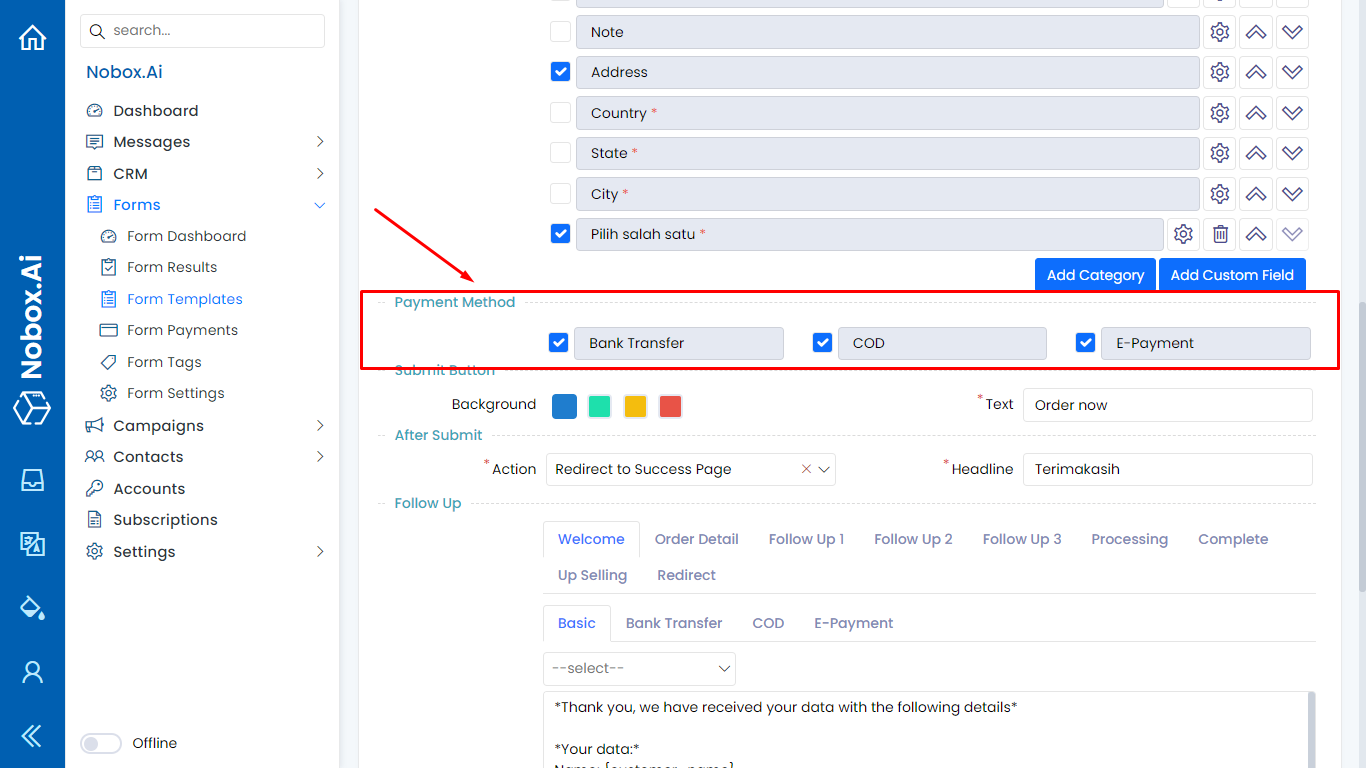 Nobox.Ai
search...
Nobox.Ai
Dashboard
Messages
CRM
Forms
Form Dashboard
Form Results
Form Templates
Form Payments
Form Tags
Form Settings
Campaigns
Contacts
Accounts
Subscriptions
Settings
Offline
Note
Address
Country *
State *
City *
Pilih salah satu *
Add Category Add Custom Field
Payment Method
Bank Transfer COD E-Payment
Submit Button
Background * Text Order now
After Submit
* Action Redirect to Success Page * Headline Terimakasih
Follow Up
Welcome Order Detail Follow Up 1 Follow Up 2 Follow Up 3 Processing Complete
Up Selling Redirect
Basic Bank Transfer COD E-Payment
--select--
*Thank you, we have received your data with the following details*
*Your data:*